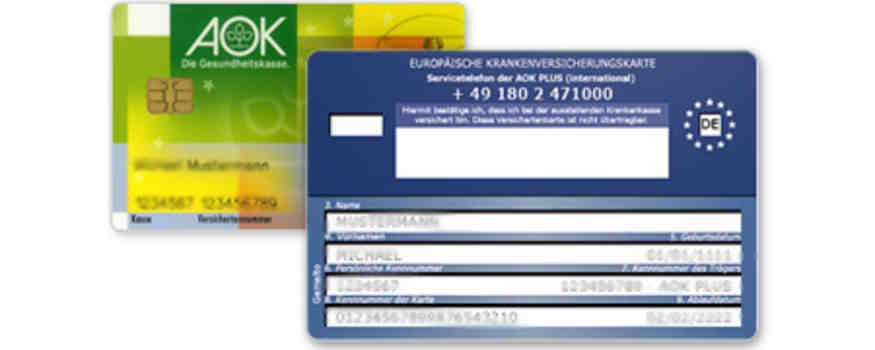 AOK
Die Gesundheitskasse.
Michael Mustermann
1234567 123456789
Kasse Versichertennummer
EUROPÄISCHE KRANKENVERSICHERUNGSKARTE
Servicetelefon der AOK PLUS (international)
+ 49 180 2 471000
Hiermit bestätige ich, dass ich bei der ausstellenden Krankenkasse
versichert bin. Diese Versichertenkarte ist nicht übertragbar.
DE
3. Name
MUSTERMANN
4. Vornamen 5. Geburtsdatum
MICHAEL 01/01/1111
6. Persönliche Kennnummer 7. Kennnummer des Trägers
1234567 123456789 - AOK PLUS
8. Kennnummer der Karte 9. Ablaufdatum
02/02/2222
Gemalto